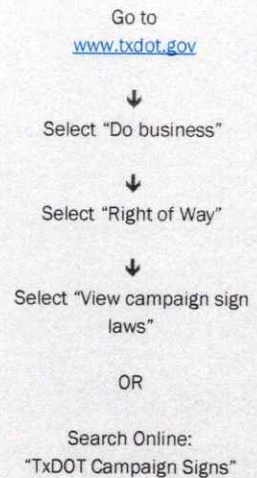 Go to
www.txdot.gov
↓
Select “Do business”
↓
Select “Right of Way”
↓
Select “View campaign sign
laws”
OR
Search Online:
“TxDOT Campaign Signs”